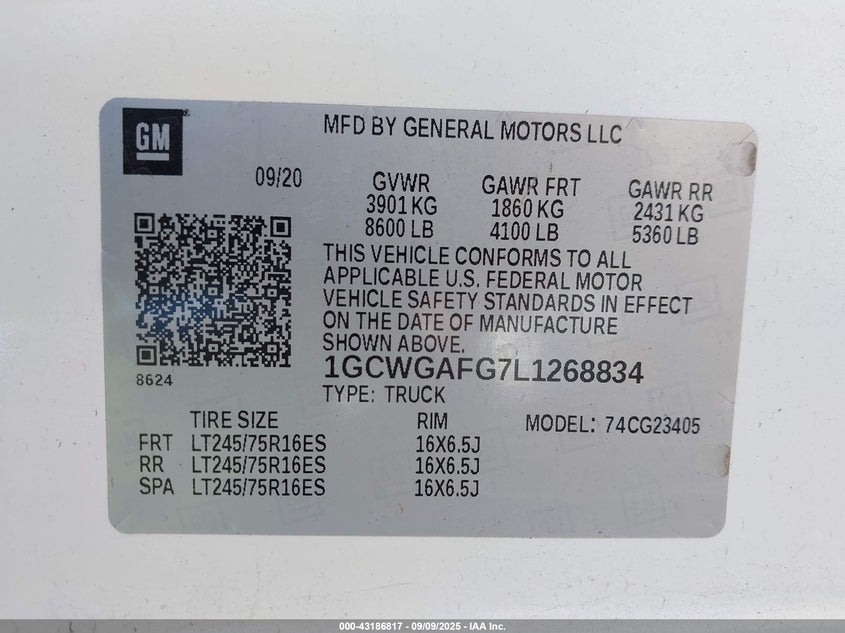 GM
MFD BY GENERAL MOTORS LLC
09/20
GVWR GAWR FRT GAWR RR
3901 KG 1860 KG 2431 KG
8600 LB 4100 LB 5360 LB
THIS VEHICLE CONFORMS TO ALL
APPLICABLE U.S. FEDERAL MOTOR
VEHICLE SAFETY STANDARDS IN EFFECT
ON THE DATE OF MANUFACTURE
SHOWN ABOVE.
8624
1GCWGAFG7L1268834
TYPE: TRUCK
TIRE SIZE RIM MODEL: 74CG23405
FRT LT245/75R16ES 16X6.5J
RR LT245/75R16ES 16X6.5J
SPA LT245/75R16ES 16X6.5J
000-43186817 - 09/09/2025 - IAA Inc.